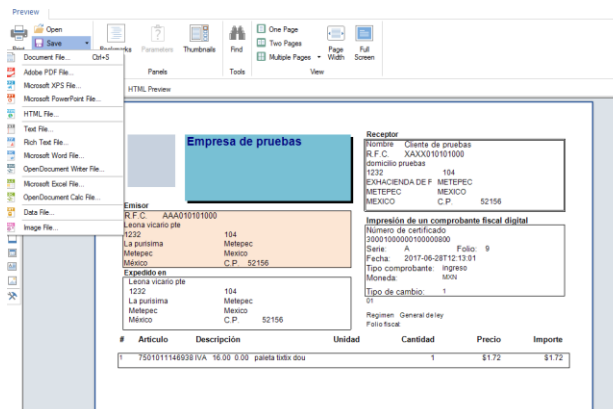 Preview
Open
Save
Bookmarks Parameters Thumbnails Find
One Page
Two Pages
Multiple Pages
Page Width
Full Screen
Panels Tools View
Document File... Ctrl+S
Adobe PDF File...
Microsoft XPS File...
Microsoft PowerPoint File...
HTML File...
Text File...
Rich Text File...
Microsoft Word File...
OpenDocument Writer File...
Microsoft Excel File...
OpenDocument Calc File...
Data File...
Image File...
HTML Preview
Empresa de pruebas
Receptor
Nombre Cliente de pruebas
R.F.C. XAXX010101000
domicilio pruebas
1232 104
EXHACIENDA DE F METEPEC
METEPEC MEXICO
MEXICO C.P. 52156
Emisor
R.F.C. AAA010101000
Leona vicario pte
1232 104
La purisima Metepec
Metepec Mexico
México C.P. 52156
Expedido en
Leona vicario pte
1232 104
La purisima Metepec
Metepec Mexico
México C.P. 52156
Impresión de un comprobante fiscal digital
Número de certificado
30001000000100000800
Serie: A Folio: 9
Fecha: 2017-06-28T12:13:01
Tipo comprobante: ingreso
Moneda: MXN
Tipo de cambio: 1
01
Regimen General de ley
Folio fiscal:
# Artículo Descripción Unidad Cantidad Precio Importe
1 7501011146938 IVA 16.00 0.00 paleta tixtix dou 1 $1.72 $1.72